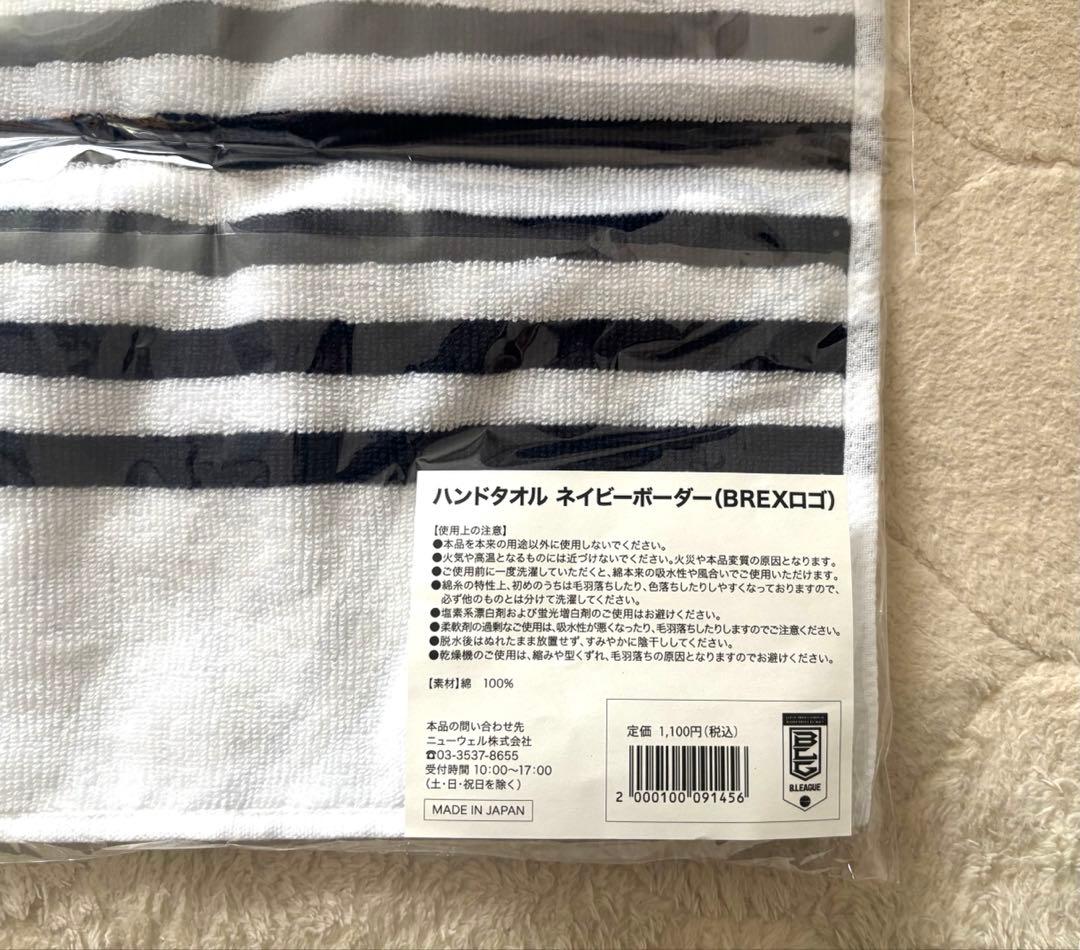 ハンドタオル ネイビーボーダー(BREXロゴ)
【使用上の注意】
●本品を本来の用途以外に使用しないでください。
●火気や高温となるものには近づけないでください。火災や本品変質の原因となります。
●ご使用前に一度洗濯していただくと、綿本来の吸水性や風合いでご使用いただけます。
●綿糸の特性上、初めのうちは毛羽落ちしたり、色落ちしたりしやすくなっておりますので、
必ず他のものとは分けて洗濯してください。
●塩素系漂白剤および蛍光増白剤のご使用はお避けください。
●柔軟剤の過剰なご使用は、吸水性が悪くなったり、毛羽落ちしたりしますのでご注意ください。
●脱水後はぬれたまま放置せず、すみやかに陰干ししてください。
●乾燥機のご使用は、縮みや型くずれ、毛羽落ちの原因となりますのでお避けください。
【素材】綿 100%
本品の問い合わせ先
ニューウェル株式会社
☎03-3537-8655
受付時間 10:00〜17:00
(土・日・祝日を除く)
MADE IN JAPAN
定価 1,100円(税込)
2 000100 091456
B.LEAGUE